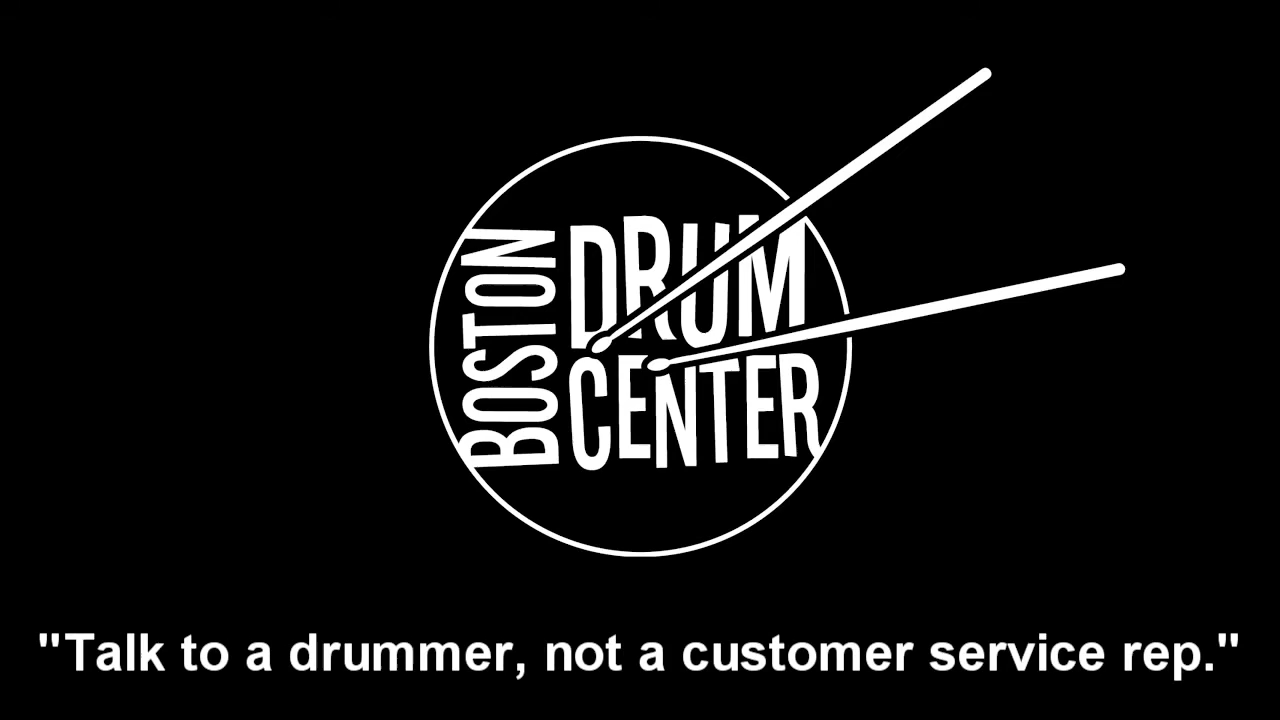 BOSTON
DRUM
CENTER
"Talk to a drummer, not a customer service rep."